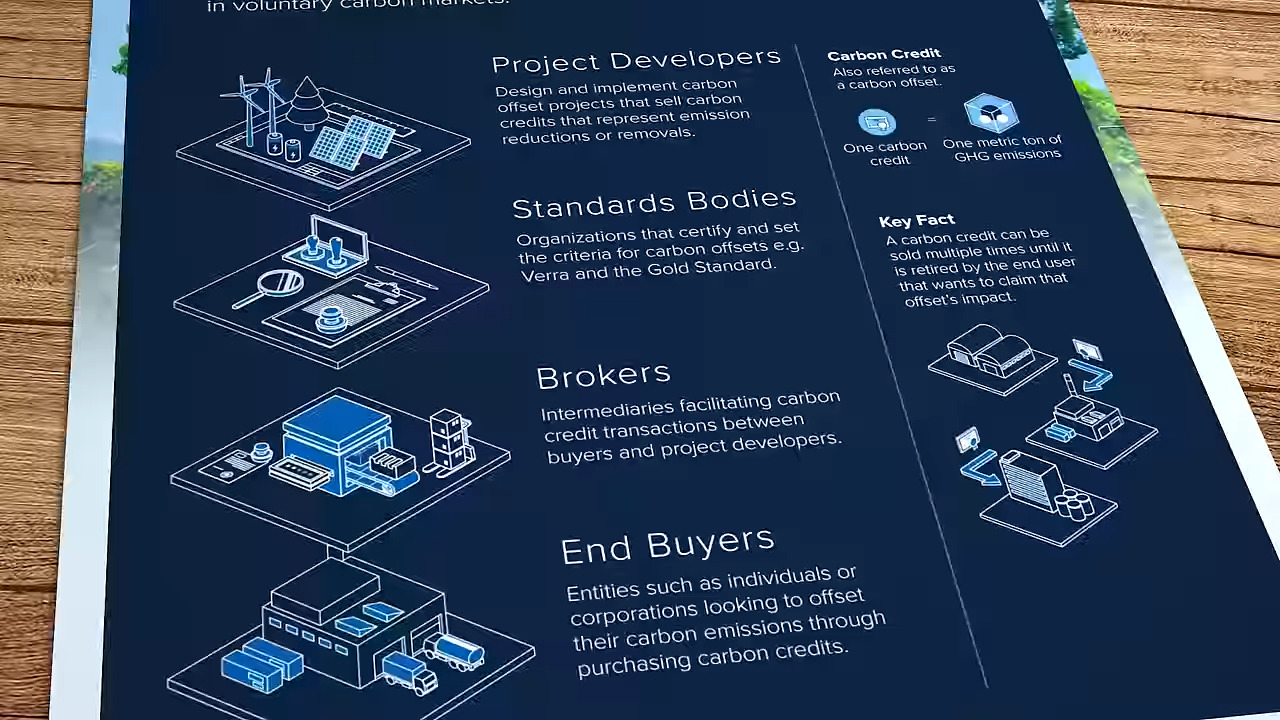 in voluntary carbon markets.
Project Developers
Design and implement carbon
offset projects that sell carbon
credits that represent emission
reductions or removals.
Standards Bodies
Organizations that certify and set
the criteria for carbon offsets e.g.
Verra and the Gold Standard.
Brokers
Intermediaries facilitating carbon
credit transactions between
buyers and project developers.
End Buyers
Entities such as individuals or
corporations looking to offset
their carbon emissions through
purchasing carbon credits.
Carbon Credit
Also referred to as
a carbon offset.
One carbon
credit
=
One metric ton of
GHG emissions
Key Fact
A carbon credit can be
sold multiple times until it
is retired by the end user
that wants to claim that
offset's impact.